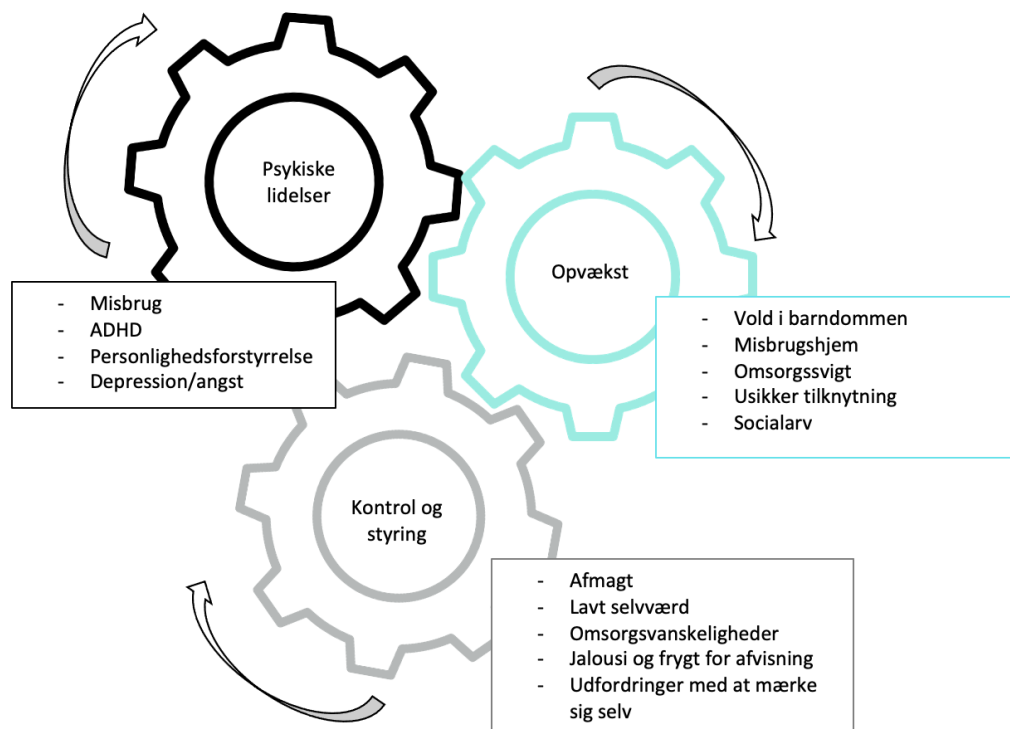 Psykiske
lidelser
- Misbrug
- ADHD
- Personlighedsforstyrrelse
- Depression/angst
Opvækst
- Vold i barndommen
- Misbrugshjem
- Omsorgssvigt
- Usikker tilknytning
- Socialarv
Kontrol og
styring
- Afmagt
- Lavt selvværd
- Omsorgsvanskeligheder
- Jalousi og frygt for afvisning
- Udfordringer med at mærke
sig selv